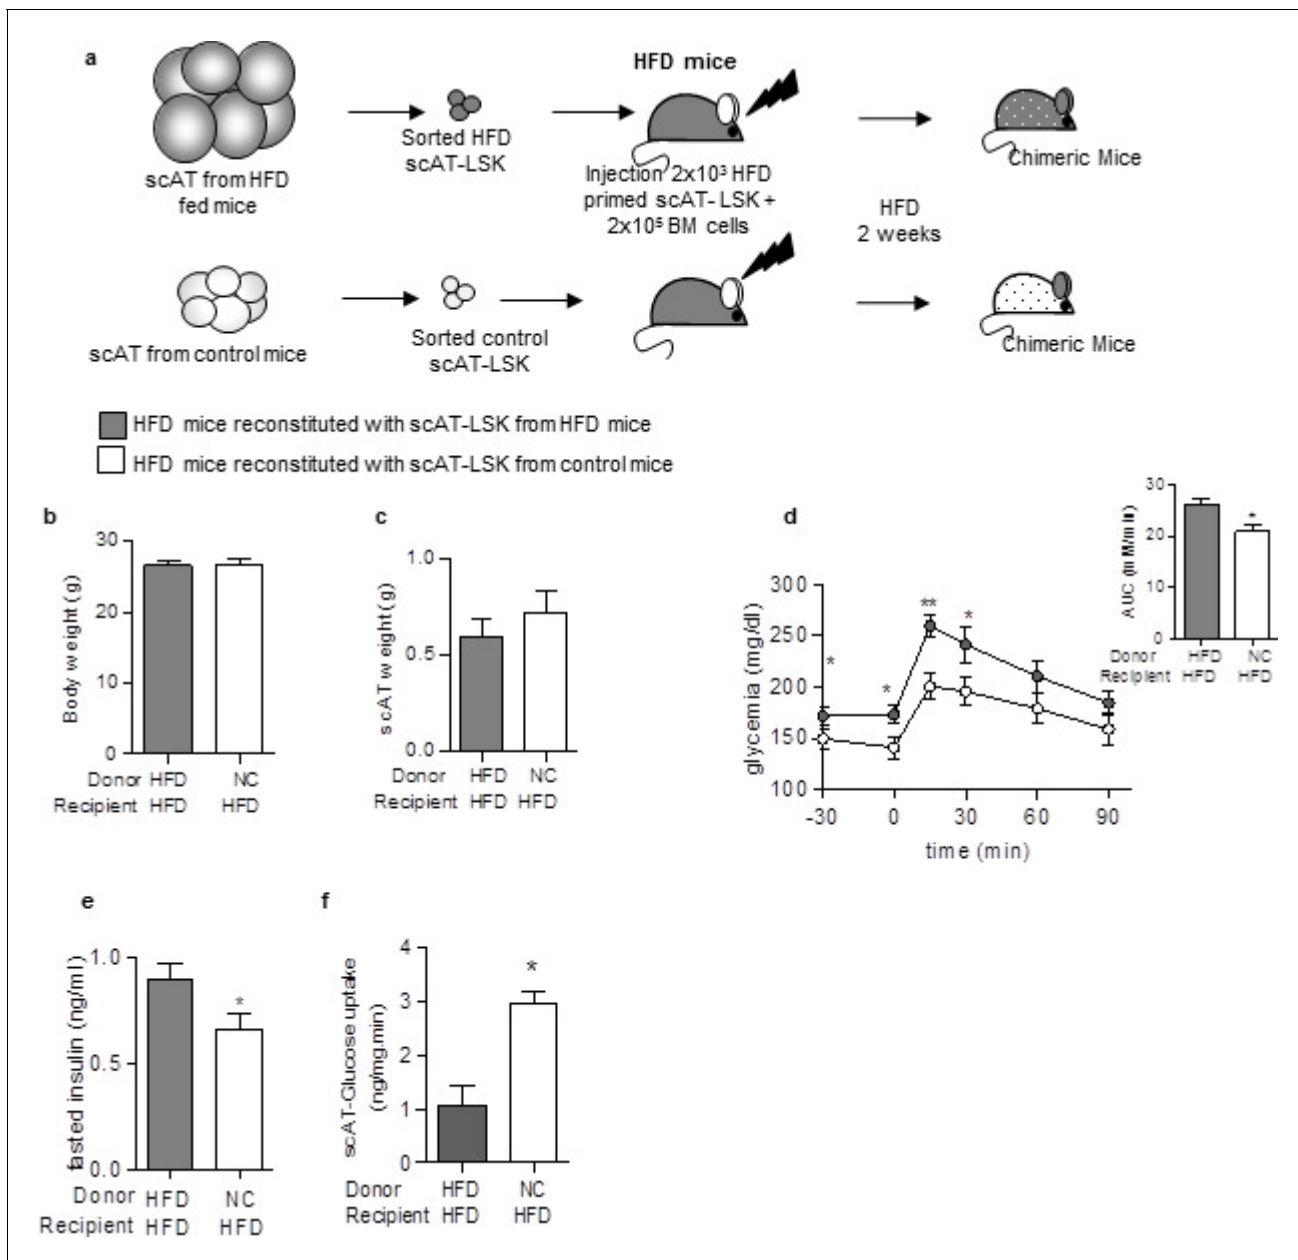 a
HFD mice
Sorted HFD
scAT-LSK
Chimeric Mice
scAT from HFD
fed mice
Injection 2x10³ HFD
primed scAT- LSK +
2x10⁵ BM cells
HFD
2 weeks
scAT from control mice
Sorted control
scAT-LSK
Chimeric Mice
HFD mice reconstituted with scAT-LSK from HFD mice
HFD mice reconstituted with scAT-LSK from control mice
b
Body weight (g)
30
20
10
0
Donor HFD NC
Recipient HFD HFD
c
scAT weight (g)
1.0
0.5
0.0
Donor HFD NC
Recipient HFD HFD
d
glycemia (mg/dl)
300
250
200
150
100
* * ** *
-30 0 30 60 90
time (min)
AUC (mM/min)
30
20
10
0
*
Donor HFD NC
Recipient HFD HFD
e
fasted insulin (ng/ml)
1.0
0.5
0.0
*
Donor HFD NC
Recipient HFD HFD
f
scAT-Glucose uptake
(ng/mg.min)
4
3
2
1
0
*
Donor HFD NC
Recipient HFD HFD